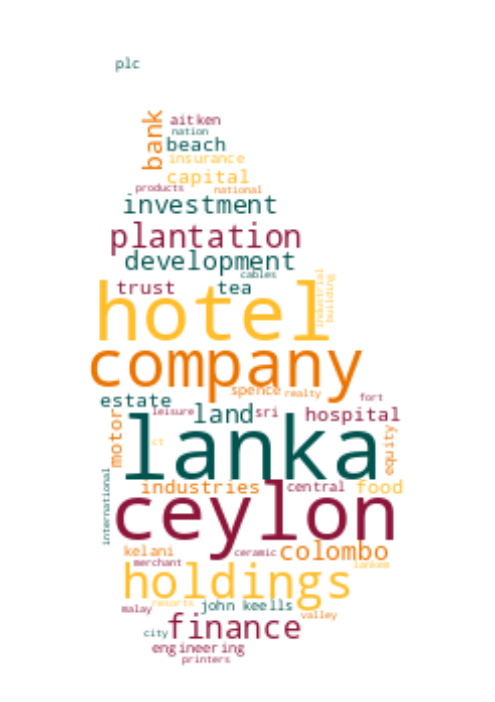 plc
bank
aitken
nation
beach
insurance
capital
products
national
investment
plantation
development
cables
trust
tea
industrial
building
hotel
company
spence
realty
fort
estate
leisure
land
sri
hospital
motor
lanka
ct
equity
international
industries
central
food
ceylon
kelani
ceramic
colombo
merchant
lankem
holdings
malay
resorts
john keells
valley
city
finance
engineering
printers